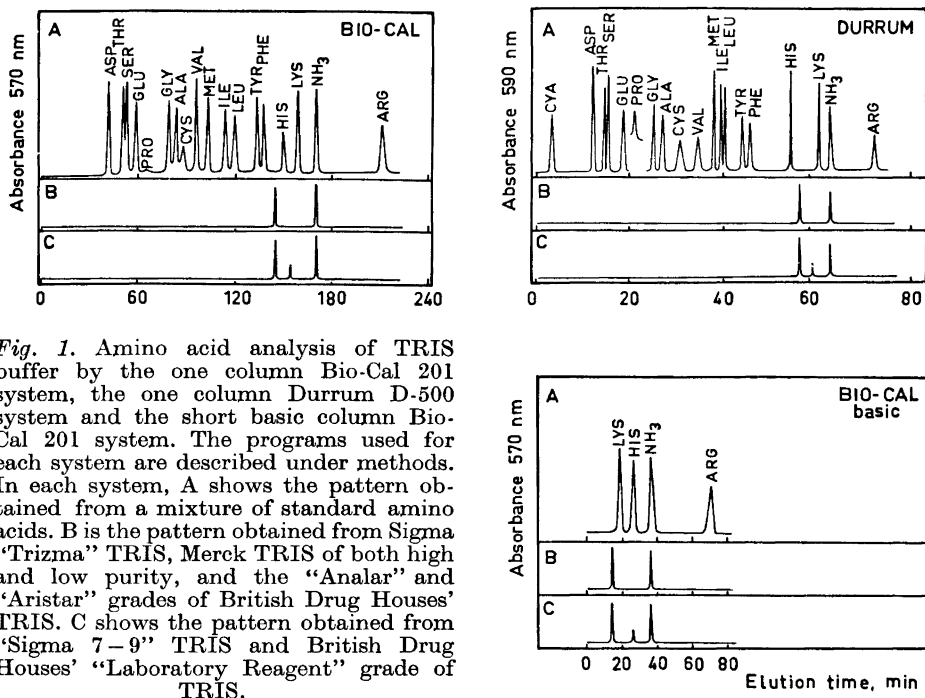 A
BIO-CAL
Absorbance 570 nm
ASP
THR
SER
GLU
PRO
GLY
ALA
CYS
VAL
MET
ILE
LEU
TYR
PHE
HIS
LYS
NH3
ARG
B
C
0 60 120 180 240
A
DURRUM
Absorbance 590 nm
CYA
ASP
THR
SER
GLU
PRO
GLY
ALA
CYS
VAL
MET
ILE
LEU
TYR
PHE
HIS
LYS
NH3
ARG
B
C
0 20 40 60 80
Fig. 1. Amino acid analysis of TRIS
buffer by the one column Bio-Cal 201
system, the one column Durrum D-500
system and the short basic column Bio-
Cal 201 system. The programs used for
each system are described under methods.
In each system, A shows the pattern ob-
tained from a mixture of standard amino
acids. B is the pattern obtained from Sigma
"Trizma" TRIS, Merck TRIS of both high
and low purity, and the "Analar" and
"Aristar" grades of British Drug Houses'
TRIS. C shows the pattern obtained from
"Sigma 7–9" TRIS and British Drug
Houses' "Laboratory Reagent" grade of
TRIS.
A
BIO-CAL
basic
Absorbance 570 nm
LYS
HIS
NH3
ARG
B
C
0 20 40 60 80
Elution time, min